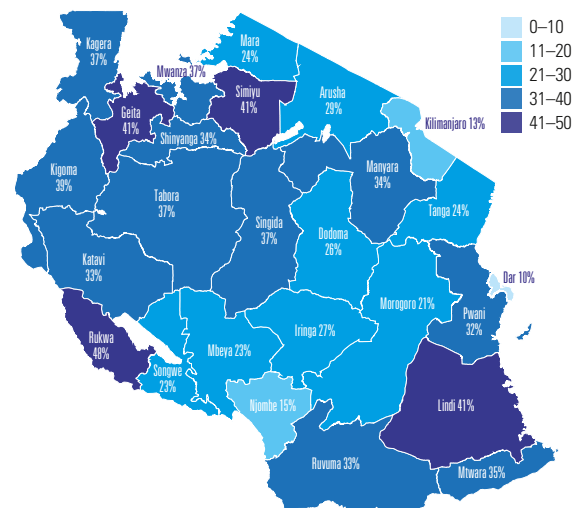 Kagera
37%
Mara
24%
Mwanza 37%
Simiyu
41%
Geita
41%
Arusha
29%
Shinyanga 34%
Kilimanjaro 13%
Kigoma
39%
Manyara
34%
Tabora
37%
Singida
37%
Tanga 24%
Dodoma
26%
Katavi
33%
Dar 10%
Morogoro 21%
Pwani
32%
Rukwa
48%
Iringa 27%
Mbeya 23%
Songwe
23%
Njombe 15%
Lindi 41%
Ruvuma 33%
Mtwara 35%
0–10
11–20
21–30
31–40
41–50